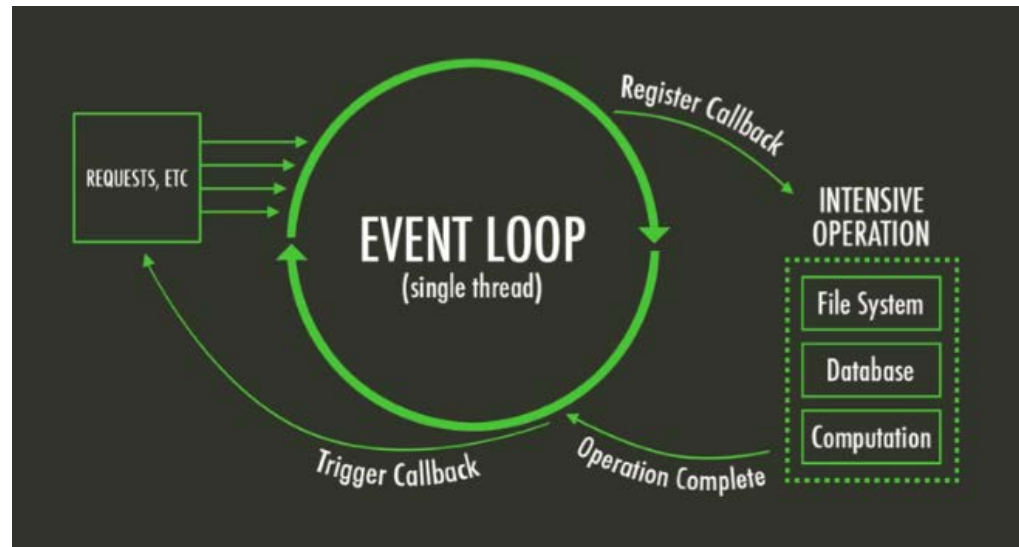 REQUESTS, ETC
EVENT LOOP
(single thread)
Register Callback
INTENSIVE
OPERATION
File System
Database
Computation
Operation Complete
Trigger Callback